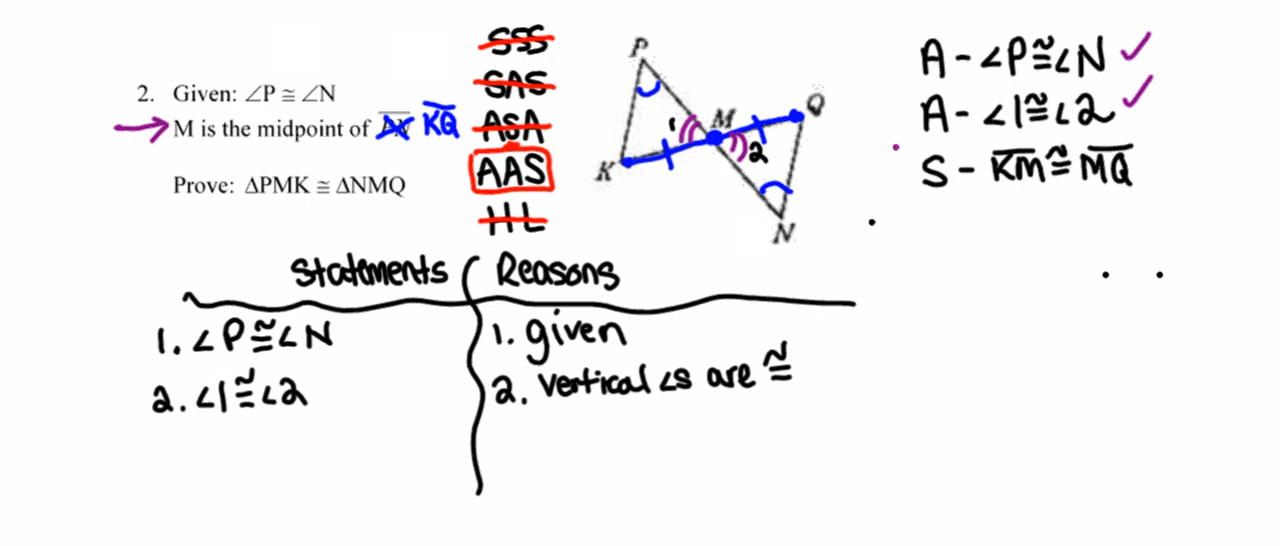 2. Given: ∠P ≅ ∠N
M is the midpoint of KQ
Prove: ΔPMK ≅ ΔNMQ
SSS
SAS
ASA
AAS
HL
P
K
1
M
2
Q
N
A - ∠P ≅ ∠N ✓
A - ∠1 ≅ ∠2 ✓
S - KM ≅ MQ
Statements
Reasons
1. ∠P ≅ ∠N
1. given
2. ∠1 ≅ ∠2
2. vertical ∠s are ≅